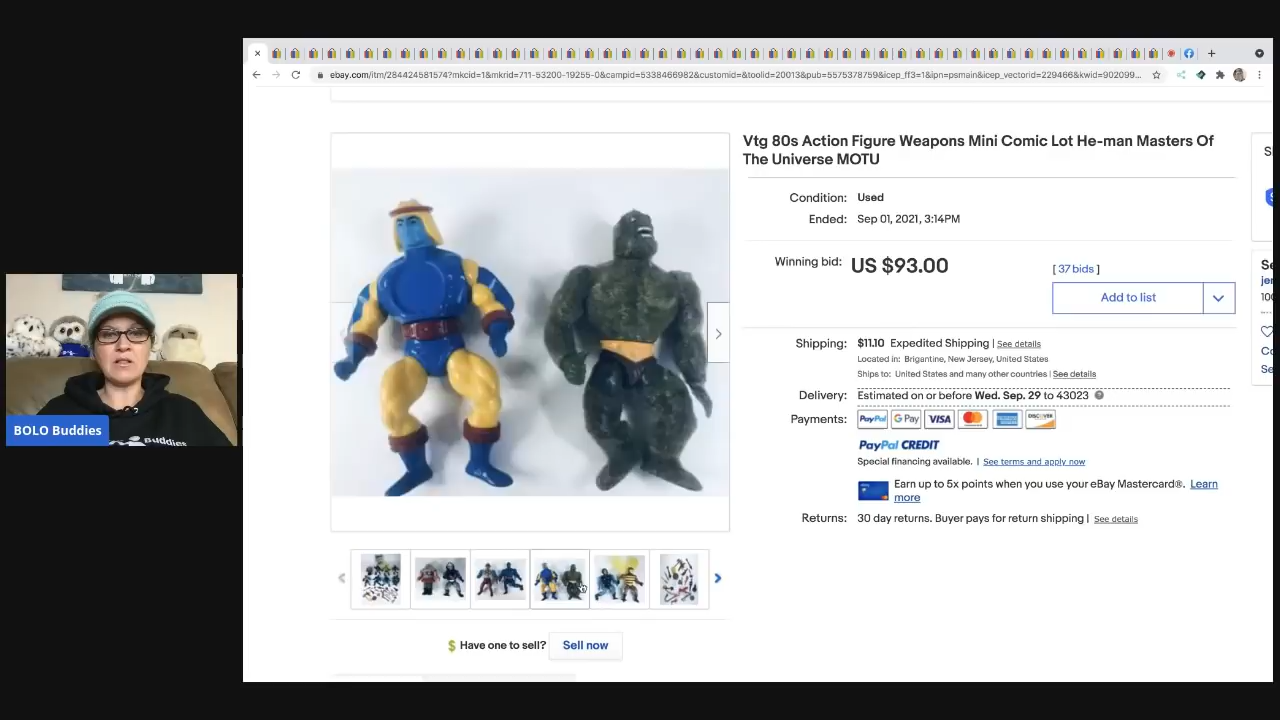 ebay.com/itm/284424581574?mkcid=1&mkrid=711-53200-19255-0&campid=5338466982&customid=&toolid=20013&pub=5575378759&icep_ff3=1&ipn=psmain&icep_vectorid=229466&kwid=902099...
Vtg 80s Action Figure Weapons Mini Comic Lot He-man Masters Of
The Universe MOTU
Condition: Used
Ended: Sep 01, 2021, 3:14PM
Winning bid: US $93.00 [ 37 bids ]
Add to list
Shipping: $11.10 Expedited Shipping | See details
Located in: Brigantine, New Jersey, United States
Ships to: United States and many other countries | See details
Delivery: Estimated on or before Wed. Sep. 29 to 43023
Payments: PayPal G Pay VISA
DISCOVER
PayPal CREDIT
Special financing available. | See terms and apply now
Earn up to 5x points when you use your eBay Mastercard®. Learn
more
Returns: 30 day returns. Buyer pays for return shipping | See details
Have one to sell? Sell now
BOLO Buddies
Buddies